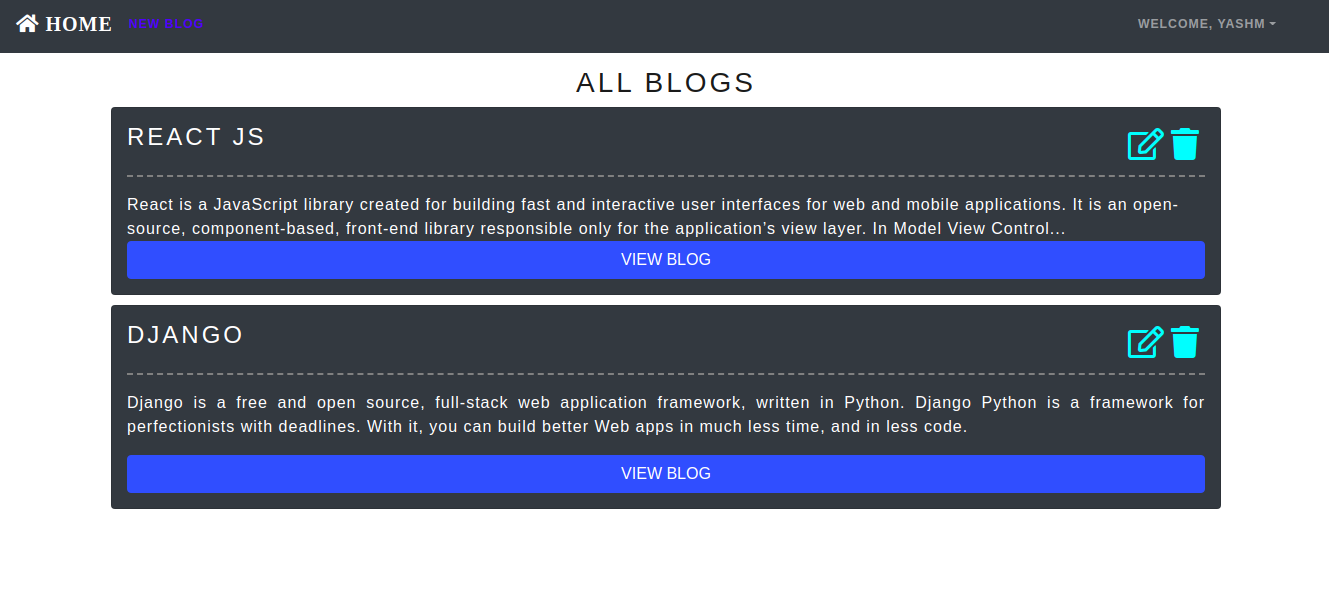 HOME NEW BLOG WELCOME, YASHM
ALL BLOGS
REACT JS
React is a JavaScript library created for building fast and interactive user interfaces for web and mobile applications. It is an open-
source, component-based, front-end library responsible only for the application’s view layer. In Model View Control...
VIEW BLOG
DJANGO
Django is a free and open source, full-stack web application framework, written in Python. Django Python is a framework for
perfectionists with deadlines. With it, you can build better Web apps in much less time, and in less code.
VIEW BLOG